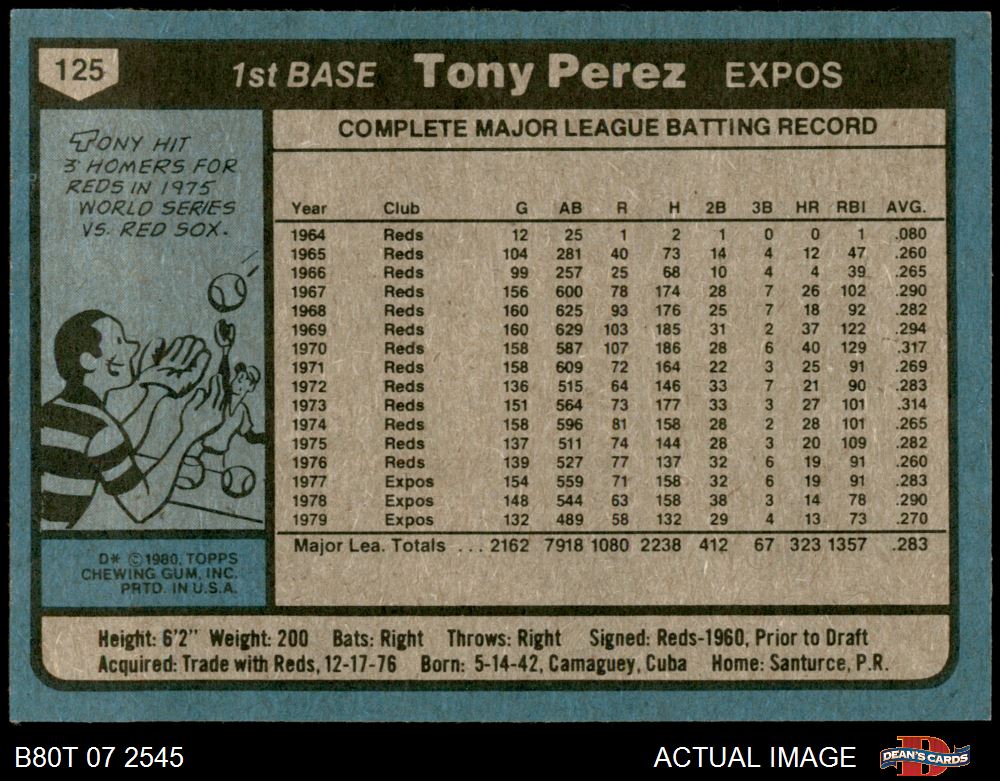 125
1st BASE Tony Perez EXPOS
TONY HIT
3 HOMERS FOR
REDS IN 1975
WORLD SERIES
VS. RED SOX.
D* ©1980, TOPPS
CHEWING GUM, INC.
PRTD. IN U.S.A.
COMPLETE MAJOR LEAGUE BATTING RECORD
Year Club G AB R H 2B 3B HR RBI AVG.
1964 Reds 12 25 1 2 1 0 0 1 .080
1965 Reds 104 281 40 73 14 4 12 47 .260
1966 Reds 99 257 25 68 10 4 4 39 .265
1967 Reds 156 600 78 174 28 7 26 102 .290
1968 Reds 160 625 93 176 25 7 18 92 .282
1969 Reds 160 629 103 185 31 2 37 122 .294
1970 Reds 158 587 107 186 28 6 40 129 .317
1971 Reds 158 609 72 164 22 3 25 91 .269
1972 Reds 136 515 64 146 33 7 21 90 .283
1973 Reds 151 564 73 177 33 3 27 101 .314
1974 Reds 158 596 81 158 28 2 28 101 .265
1975 Reds 137 511 74 144 28 3 20 109 .282
1976 Reds 139 527 77 137 32 6 19 91 .260
1977 Expos 154 559 71 158 32 6 19 91 .283
1978 Expos 148 544 63 158 38 3 14 78 .290
1979 Expos 132 489 58 132 29 4 13 73 .270
Major Lea. Totals ... 2162 7918 1080 2238 412 67 323 1357 .283
Height: 6'2" Weight: 200 Bats: Right Throws: Right Signed: Reds-1960, Prior to Draft
Acquired: Trade with Reds, 12-17-76 Born: 5-14-42, Camaguey, Cuba Home: Santurce, P.R.
B80T 07 2545
ACTUAL IMAGE
D
DEAN'S CARDS